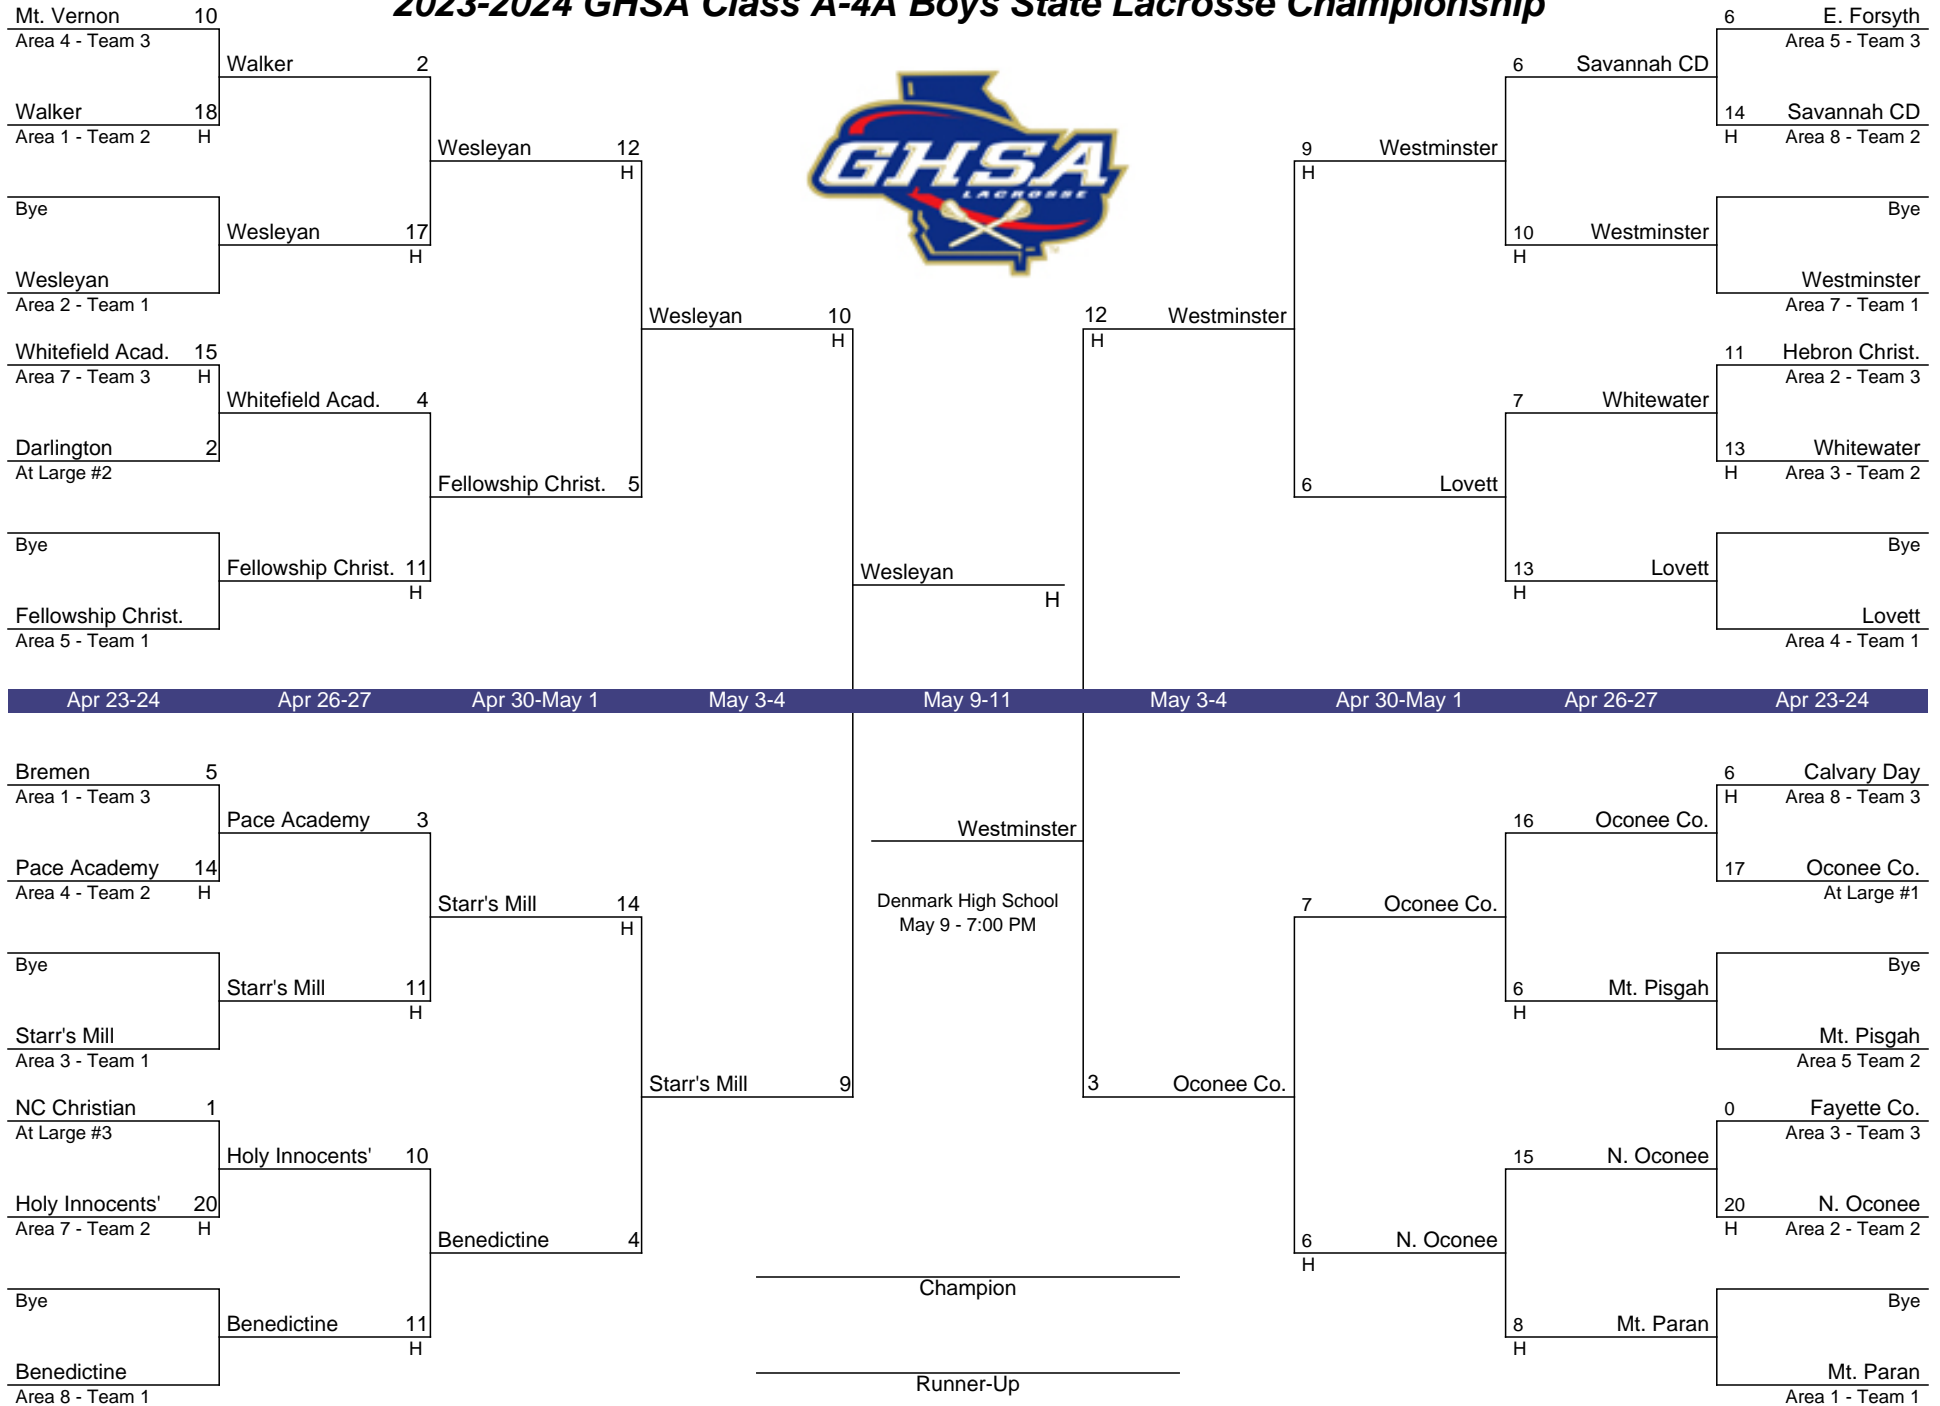 2023-2024 GHSA Class A-4A Boys State Lacrosse Championship
Mt. Vernon 10
Area 4 - Team 3
Walker 2
Walker 18
Area 1 - Team 2 H
Wesleyan 12
H
Bye
Wesleyan 17
H
Wesleyan
Area 2 - Team 1
Wesleyan 10
H
Whitefield Acad. 15
Area 7 - Team 3 H
Whitefield Acad. 4
Darlington 2
At Large #2
Fellowship Christ. 5
Bye
Fellowship Christ. 11
H
Fellowship Christ.
Area 5 - Team 1
GHSA
LACROSSE
Wesleyan
H
6 E. Forsyth
Area 5 - Team 3
6 Savannah CD
14 Savannah CD
H Area 8 - Team 2
9 Westminster
H
Bye
10 Westminster
H
Westminster
Area 7 - Team 1
12 Westminster
H
11 Hebron Christ.
Area 2 - Team 3
7 Whitewater
13 Whitewater
H Area 3 - Team 2
6 Lovett
Bye
13 Lovett
H
Lovett
Area 4 - Team 1
Apr 23-24 Apr 26-27 Apr 30-May 1 May 3-4 May 9-11 May 3-4 Apr 30-May 1 Apr 26-27 Apr 23-24
Bremen 5
Area 1 - Team 3
Pace Academy 3
Pace Academy 14
Area 4 - Team 2 H
Starr's Mill 14
H
Bye
Starr's Mill 11
H
Starr's Mill
Area 3 - Team 1
Starr's Mill 9
NC Christian 1
At Large #3
Holy Innocents' 10
Holy Innocents' 20
Area 7 - Team 2 H
Benedictine 4
Bye
Benedictine 11
H
Benedictine
Area 8 - Team 1
Westminster
Denmark High School
May 9 - 7:00 PM
Champion
Runner-Up
6 Calvary Day
H Area 8 - Team 3
16 Oconee Co.
17 Oconee Co.
At Large #1
7 Oconee Co.
Bye
6 Mt. Pisgah
H
Mt. Pisgah
Area 5 Team 2
3 Oconee Co.
0 Fayette Co.
Area 3 - Team 3
15 N. Oconee
20 N. Oconee
H Area 2 - Team 2
6 N. Oconee
H
Bye
8 Mt. Paran
H
Mt. Paran
Area 1 - Team 1